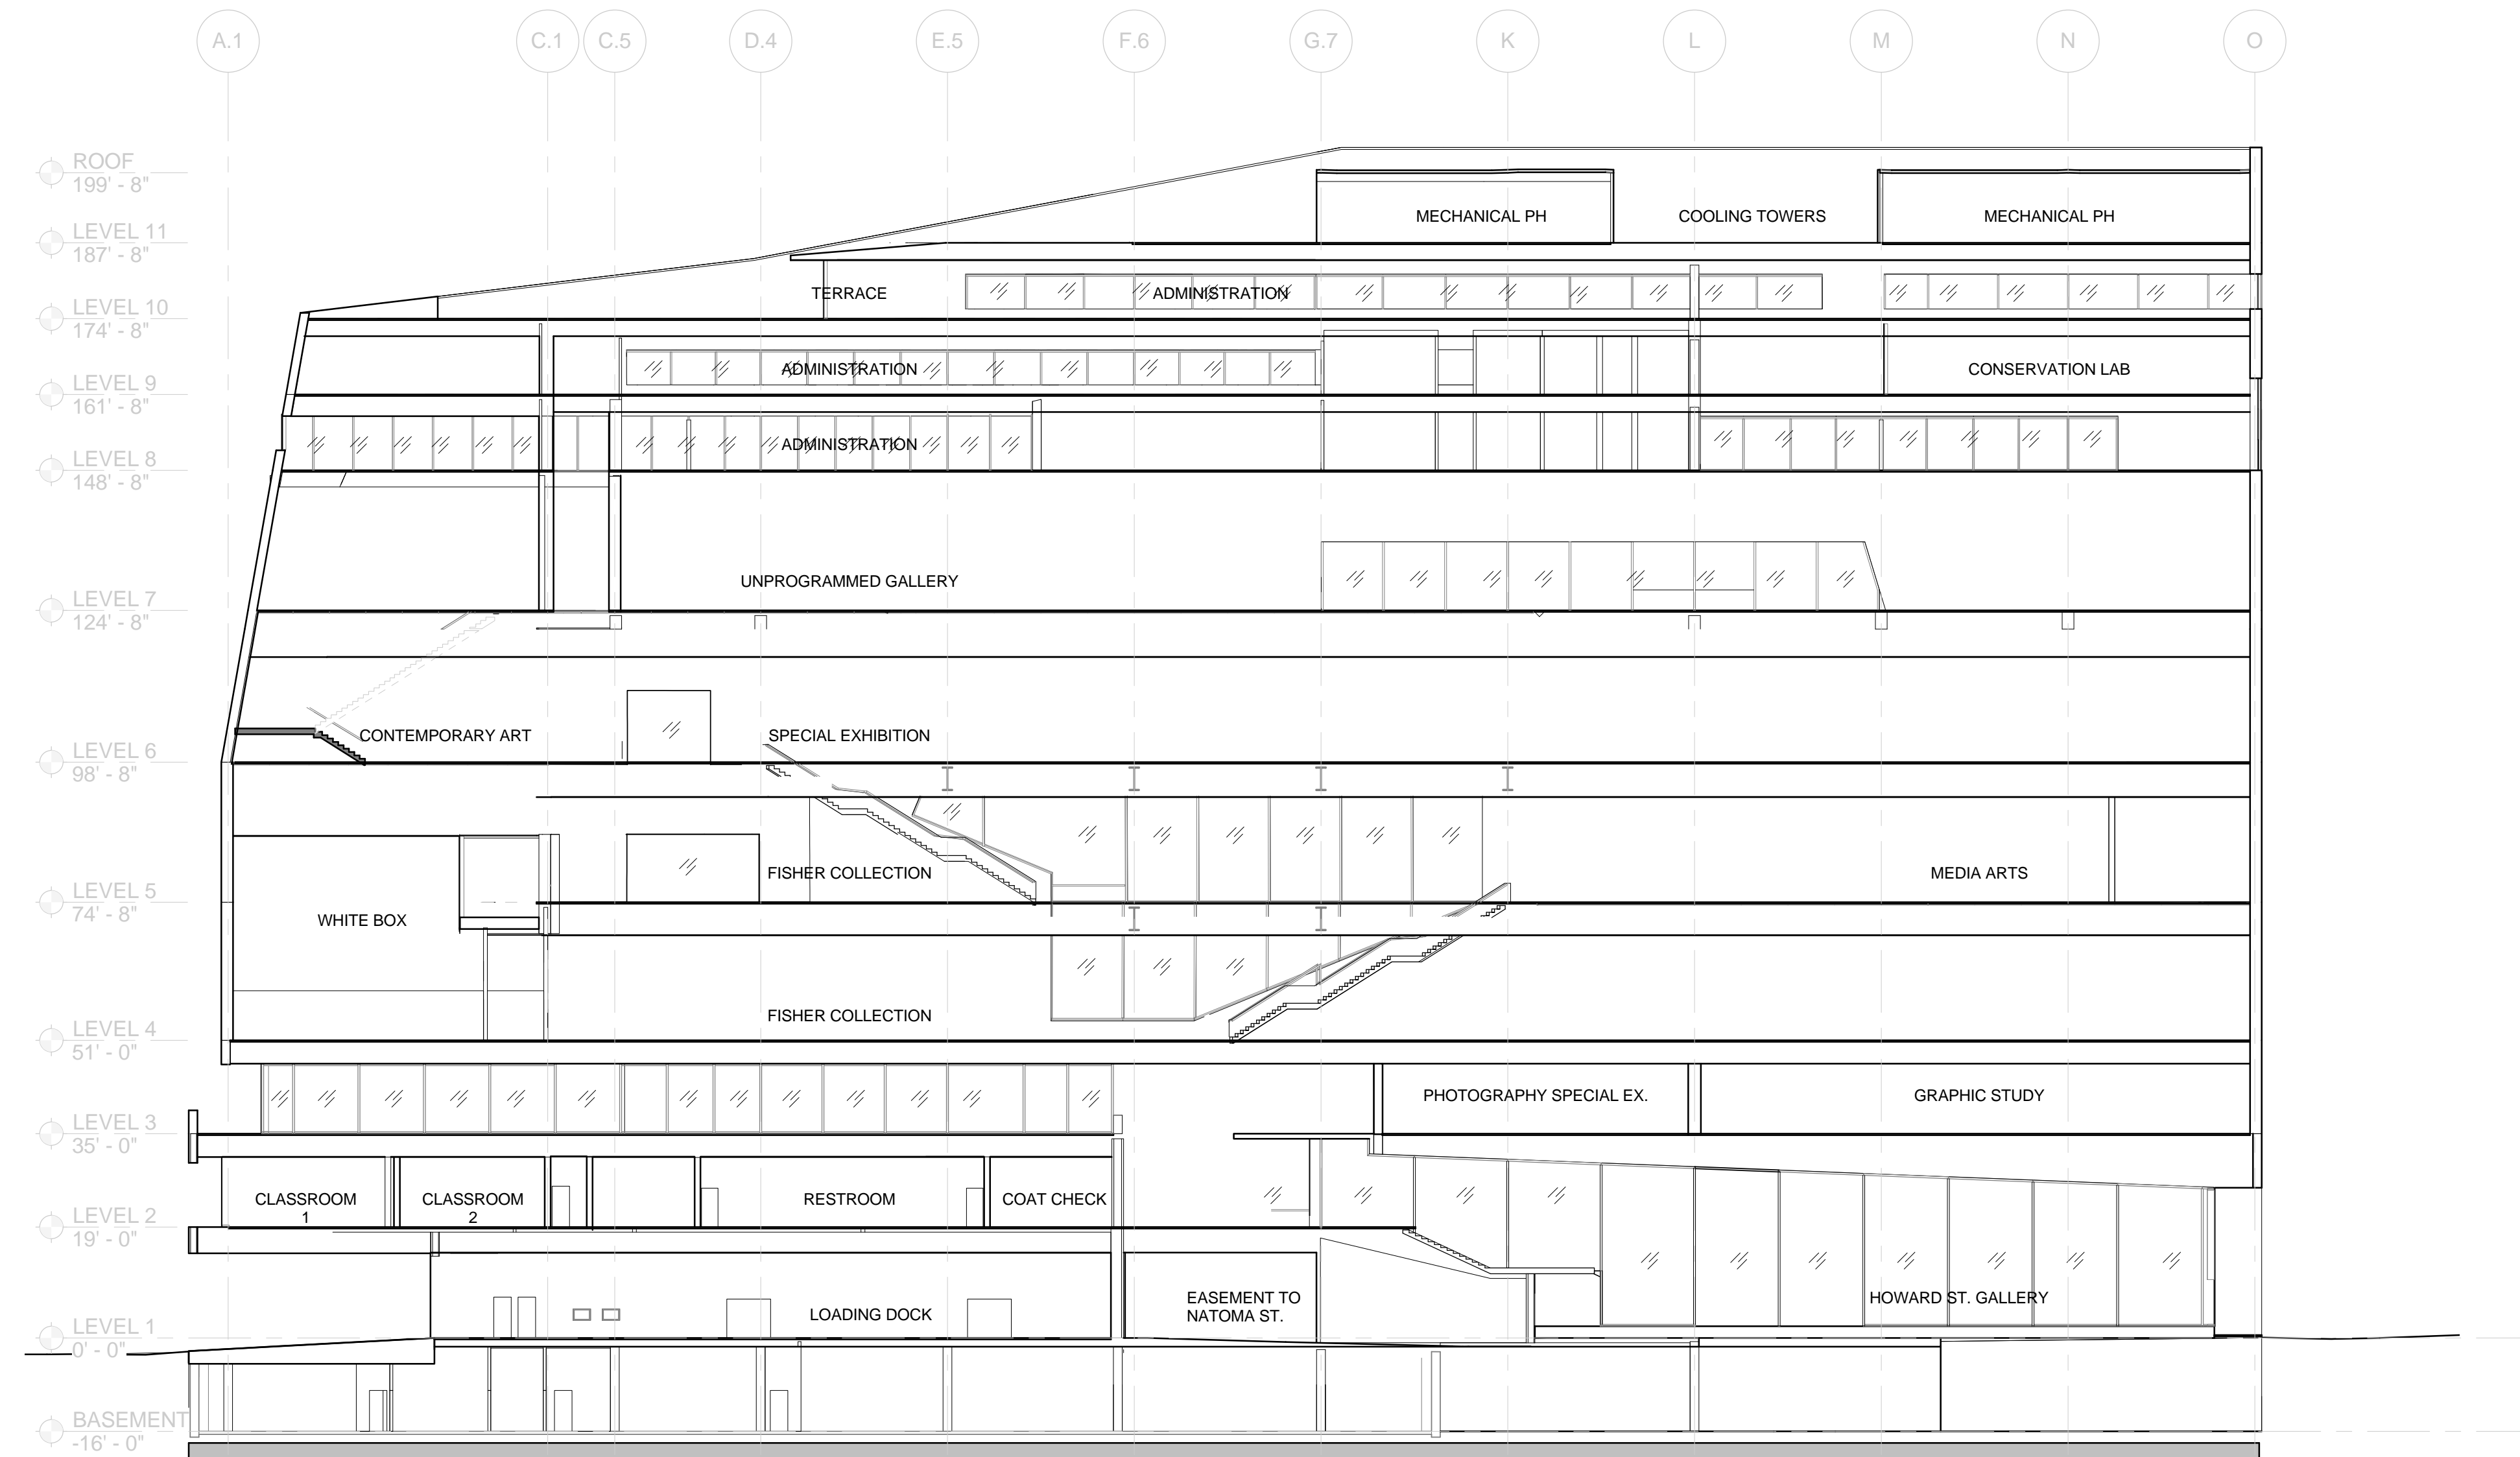 A.1
C.1
C.5
D.4
E.5
F.6
G.7
K
L
M
N
O
ROOF
199' - 8"
MECHANICAL PH
COOLING TOWERS
MECHANICAL PH
LEVEL 11
187' - 8"
TERRACE
ADMINISTRATION
LEVEL 10
174' - 8"
ADMINISTRATION
CONSERVATION LAB
LEVEL 9
161' - 8"
ADMINISTRATION
LEVEL 8
148' - 8"
UNPROGRAMMED GALLERY
LEVEL 7
124' - 8"
CONTEMPORARY ART
SPECIAL EXHIBITION
LEVEL 6
98' - 8"
FISHER COLLECTION
MEDIA ARTS
LEVEL 5
74' - 8"
WHITE BOX
FISHER COLLECTION
LEVEL 4
51' - 0"
PHOTOGRAPHY SPECIAL EX.
GRAPHIC STUDY
LEVEL 3
35' - 0"
CLASSROOM
1
CLASSROOM
2
RESTROOM
COAT CHECK
LEVEL 2
19' - 0"
LOADING DOCK
EASEMENT TO
NATOMA ST.
HOWARD ST. GALLERY
LEVEL 1
0' - 0"
BASEMENT
-16' - 0"